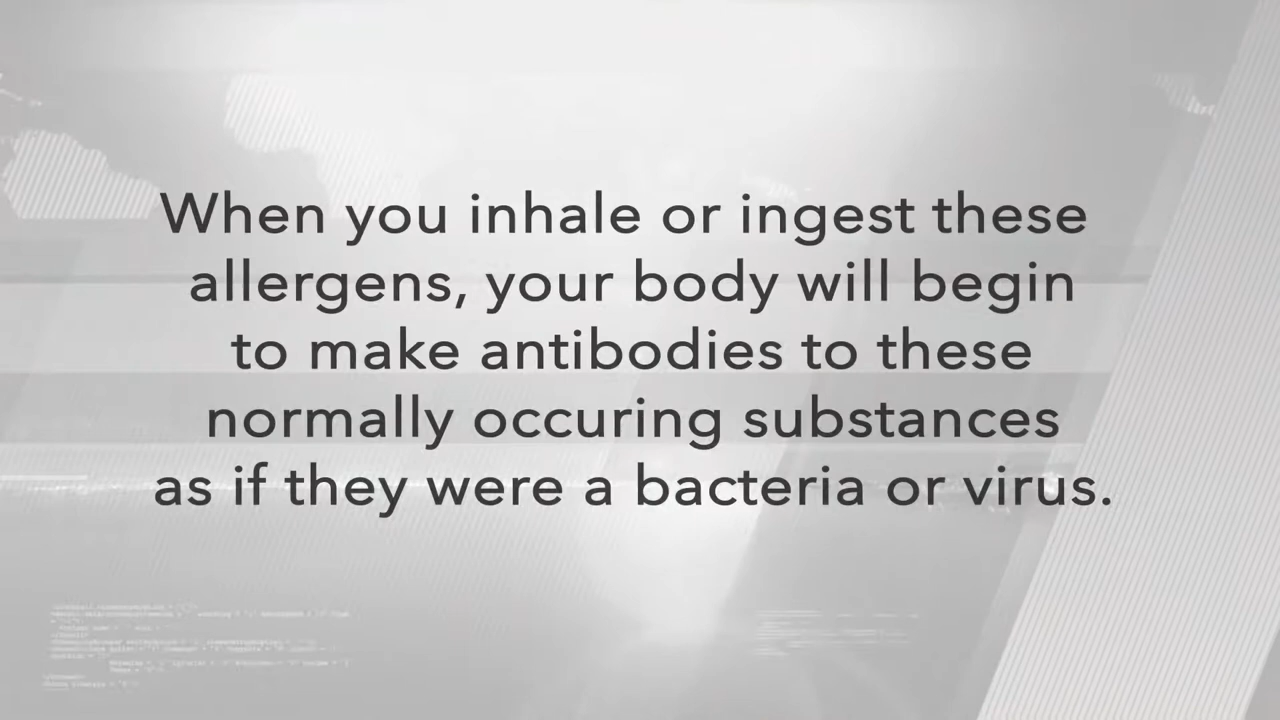 When you inhale or ingest these
allergens, your body will begin
to make antibodies to these
normally occuring substances
as if they were a bacteria or virus.